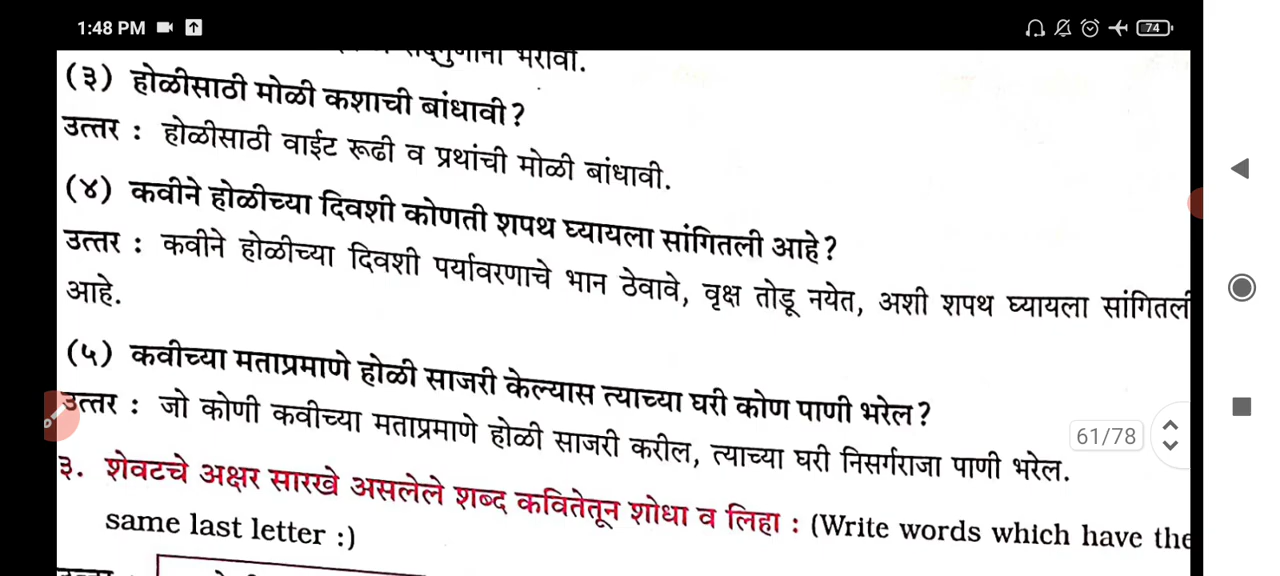 1:48 PM
74
सद्गुणांनी भरावी.
(३) होळीसाठी मोळी कशाची बांधावी?
उत्तर : होळीसाठी वाईट रूढी व प्रथांची मोळी बांधावी.
(४) कवीने होळीच्या दिवशी कोणती शपथ घ्यायला सांगितली आहे?
उत्तर : कवीने होळीच्या दिवशी पर्यावरणाचे भान ठेवावे, वृक्ष तोडू नयेत, अशी शपथ घ्यायला सांगितली
आहे.
(५) कवीच्या मताप्रमाणे होळी साजरी केल्यास त्याच्या घरी कोण पाणी भरेल?
उत्तर : जो कोणी कवीच्या मताप्रमाणे होळी साजरी करील, त्याच्या घरी निसर्गराजा पाणी भरेल.
61/78
३. शेवटचे अक्षर सारखे असलेले शब्द कवितेतून शोधा व लिहा : (Write words which have the
same last letter :)